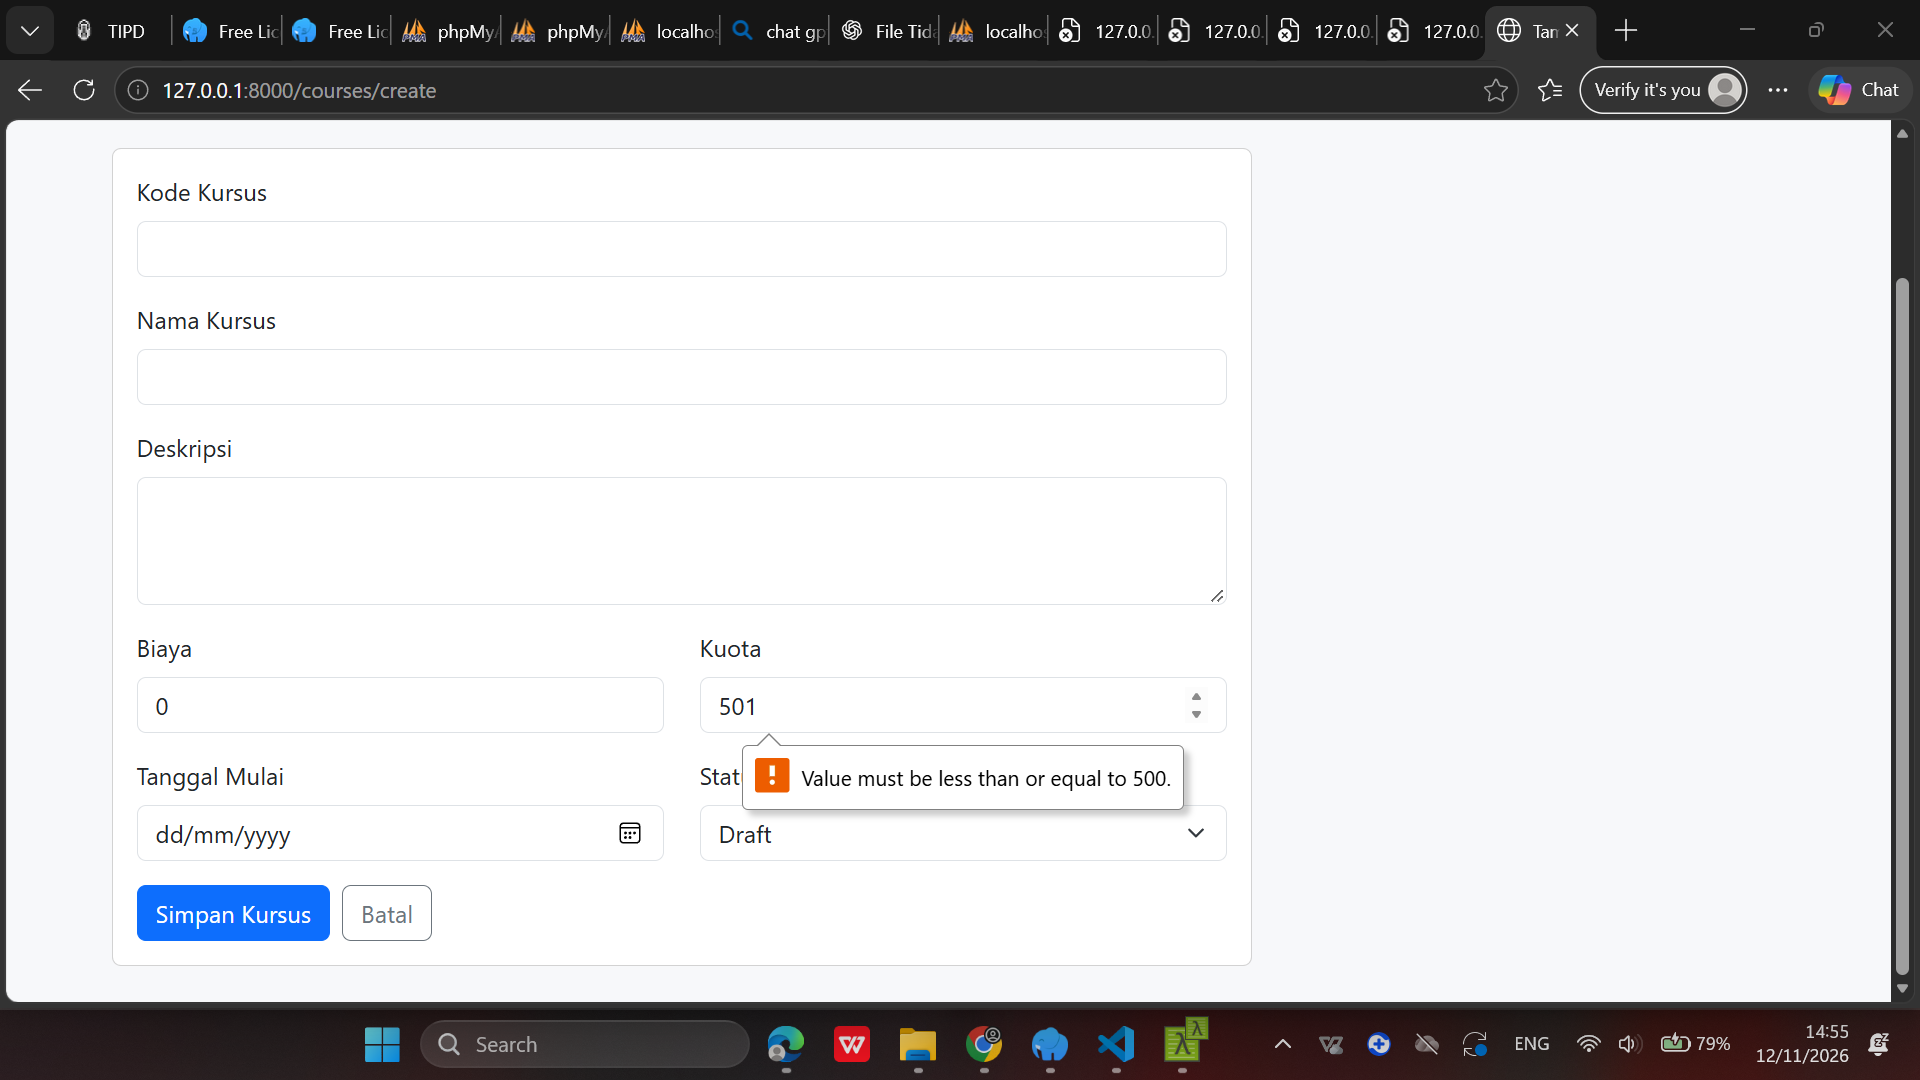 TIPD
Free Lic
Free Lic
phpMy
phpMy
localhos
chat gp
File Tid
localhos
127.0.0.
127.0.0.
127.0.0.
127.0.0.
Tam
127.0.0.1:8000/courses/create
Verify it's you
Chat
Kode Kursus
Nama Kursus
Deskripsi
Biaya
Kuota
0
501
Value must be less than or equal to 500.
Tanggal Mulai
Stat
dd/mm/yyyy
Draft
Simpan Kursus
Batal
Search
ENG
79%
14:55
12/11/2026